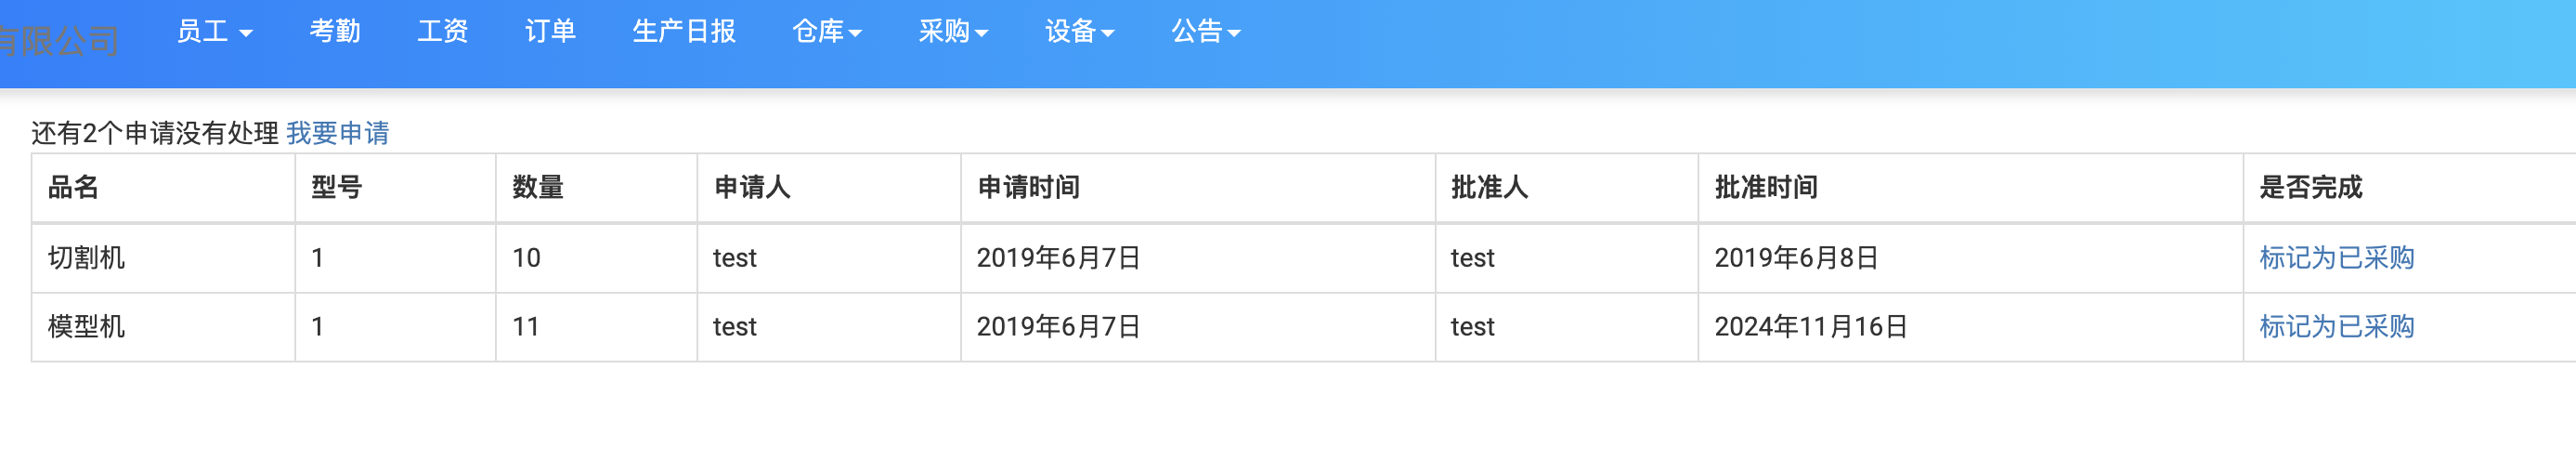 有限公司 员工 考勤 工资 订单 生产日报 仓库 采购 设备 公告
还有2个申请没有处理 我要申请
品名 型号 数量 申请人 申请时间 批准人 批准时间 是否完成
切割机 1 10 test 2019年6月7日 test 2019年6月8日 标记为已采购
模型机 1 11 test 2019年6月7日 test 2024年11月16日 标记为已采购